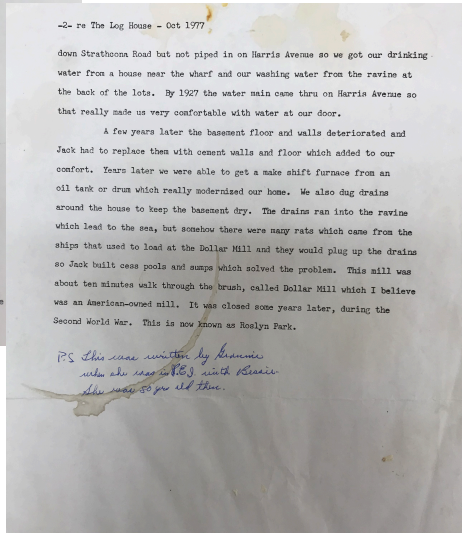 -2- re The Log House - Oct 1977
down Strathcona Road but not piped in on Harris Avenue so we got our drinking
water from a house near the wharf and our washing water from the ravine at
the back of the lots. By 1927 the water main came thru on Harris Avenue so
that really made us very comfortable with water at our door.
A few years later the basement floor and walls deteriorated and
Jack had to replace them with cement walls and floor which added to our
comfort. Years later we were able to get a make shift furnace from an
oil tank or drum which really modernized our home. We also dug drains
around the house to keep the basement dry. The drains ran into the ravine
which lead to the sea, but somehow there were many rats which came from the
ships that used to load at the Dollar Mill and they would plug up the drains
so Jack built cess pools and sumps which solved the problem. This mill was
about ten minutes walk through the brush, called Dollar Mill which I believe
was an American-owned mill. It was closed some years later, during the
Second World War. This is now known as Roslyn Park.
P.S This was written by Grannie
when she was in P.E.I. with Bessie.
She was 80 yrs old then.